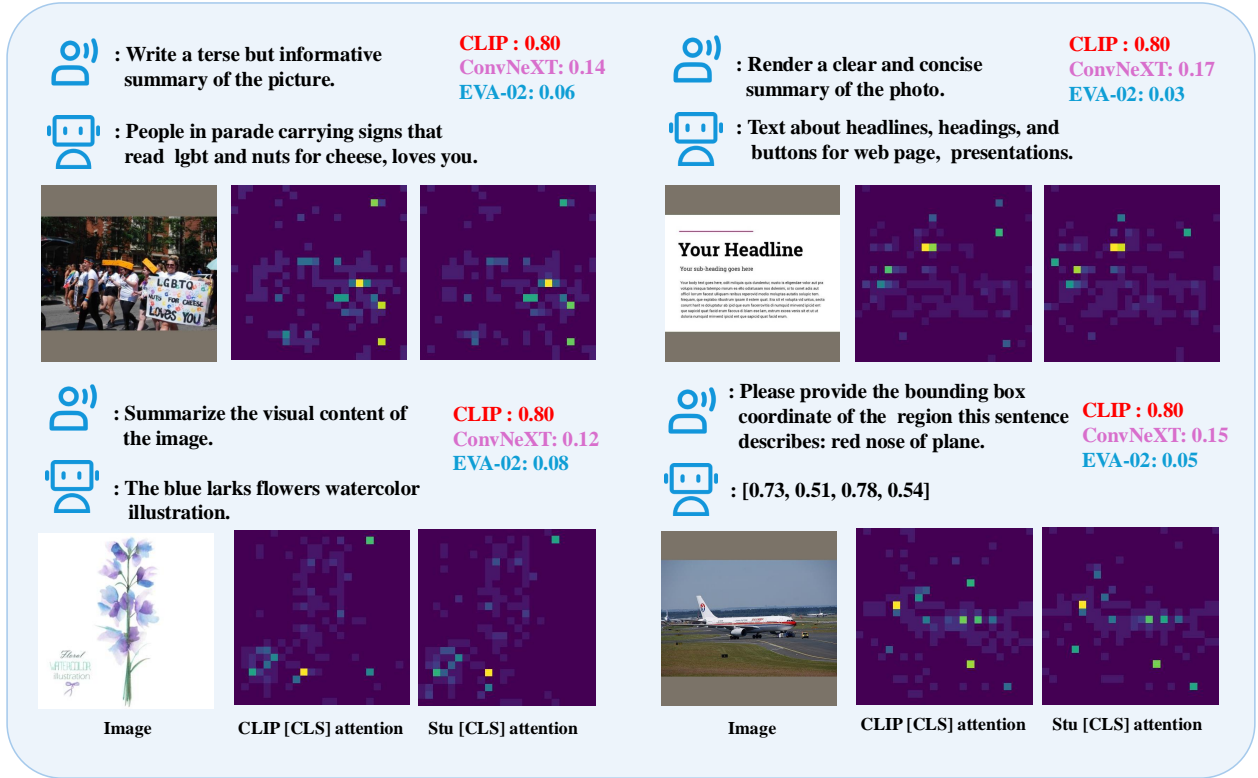 : Write a terse but informative
summary of the picture.
CLIP : 0.80
ConvNeXT: 0.14
EVA-02: 0.06
: People in parade carrying signs that
read lgbt and nuts for cheese, loves you.
LGBTQ
NUTS FOR CHEESE
LOVES YOU
: Render a clear and concise
summary of the photo.
CLIP : 0.80
ConvNeXT: 0.17
EVA-02: 0.03
: Text about headlines, headings, and
buttons for web page, presentations.
Your Headline
Your sub-heading goes here
: Summarize the visual content of
the image.
CLIP : 0.80
ConvNeXT: 0.12
EVA-02: 0.08
: The blue larks flowers watercolor
illustration.
Floral
WATERCOLOR
illustration
: Please provide the bounding box
coordinate of the region this sentence
describes: red nose of plane.
CLIP : 0.80
ConvNeXT: 0.15
EVA-02: 0.05
: [0.73, 0.51, 0.78, 0.54]
Image
CLIP [CLS] attention
Stu [CLS] attention
Image
CLIP [CLS] attention
Stu [CLS] attention